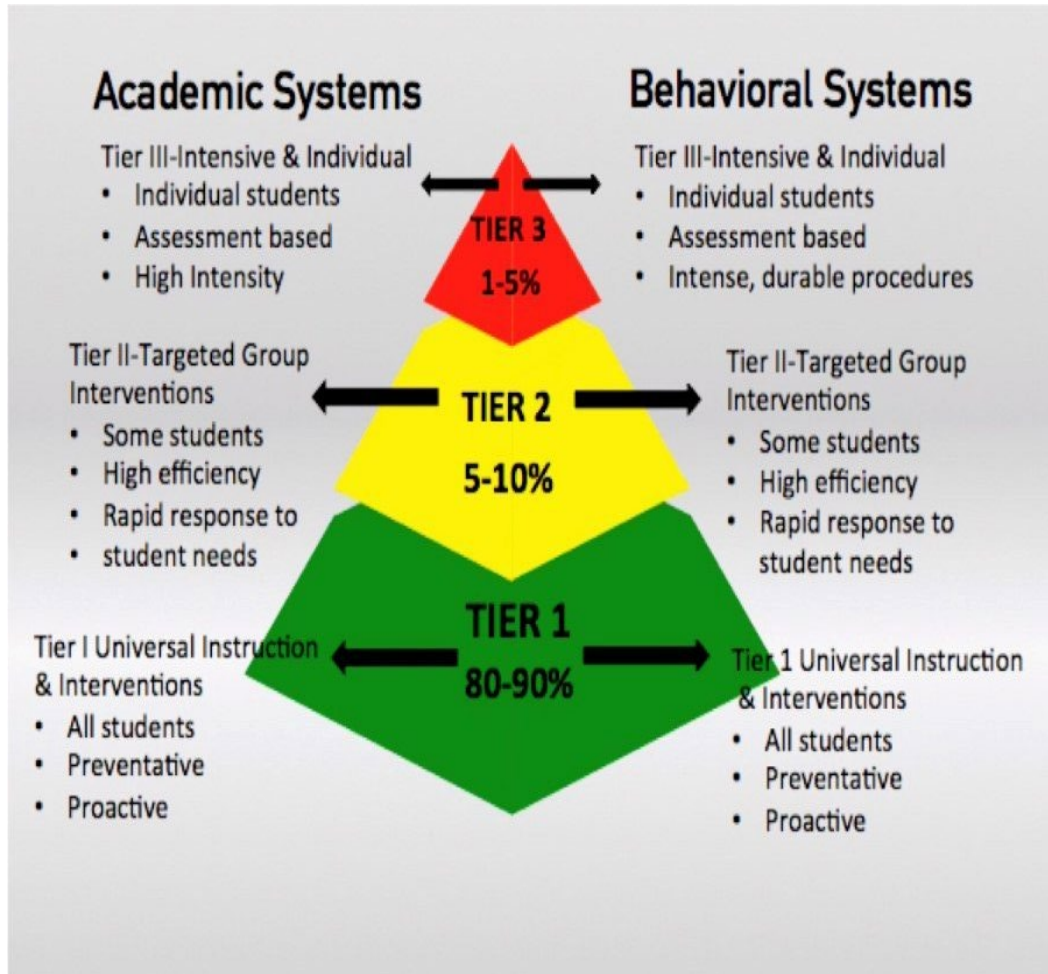 Academic Systems
Tier III-Intensive & Individual
• Individual students
• Assessment based
• High Intensity
Tier II-Targeted Group
Interventions
• Some students
• High efficiency
• Rapid response to
• student needs
Tier I Universal Instruction
& Interventions
• All students
• Preventative
• Proactive
TIER 3
1-5%
TIER 2
5-10%
TIER 1
80-90%
Behavioral Systems
Tier III-Intensive & Individual
• Individual students
• Assessment based
• Intense, durable procedures
Tier II-Targeted Group
Interventions
• Some students
• High efficiency
• Rapid response to
student needs
Tier 1 Universal Instruction
& Interventions
• All students
• Preventative
• Proactive